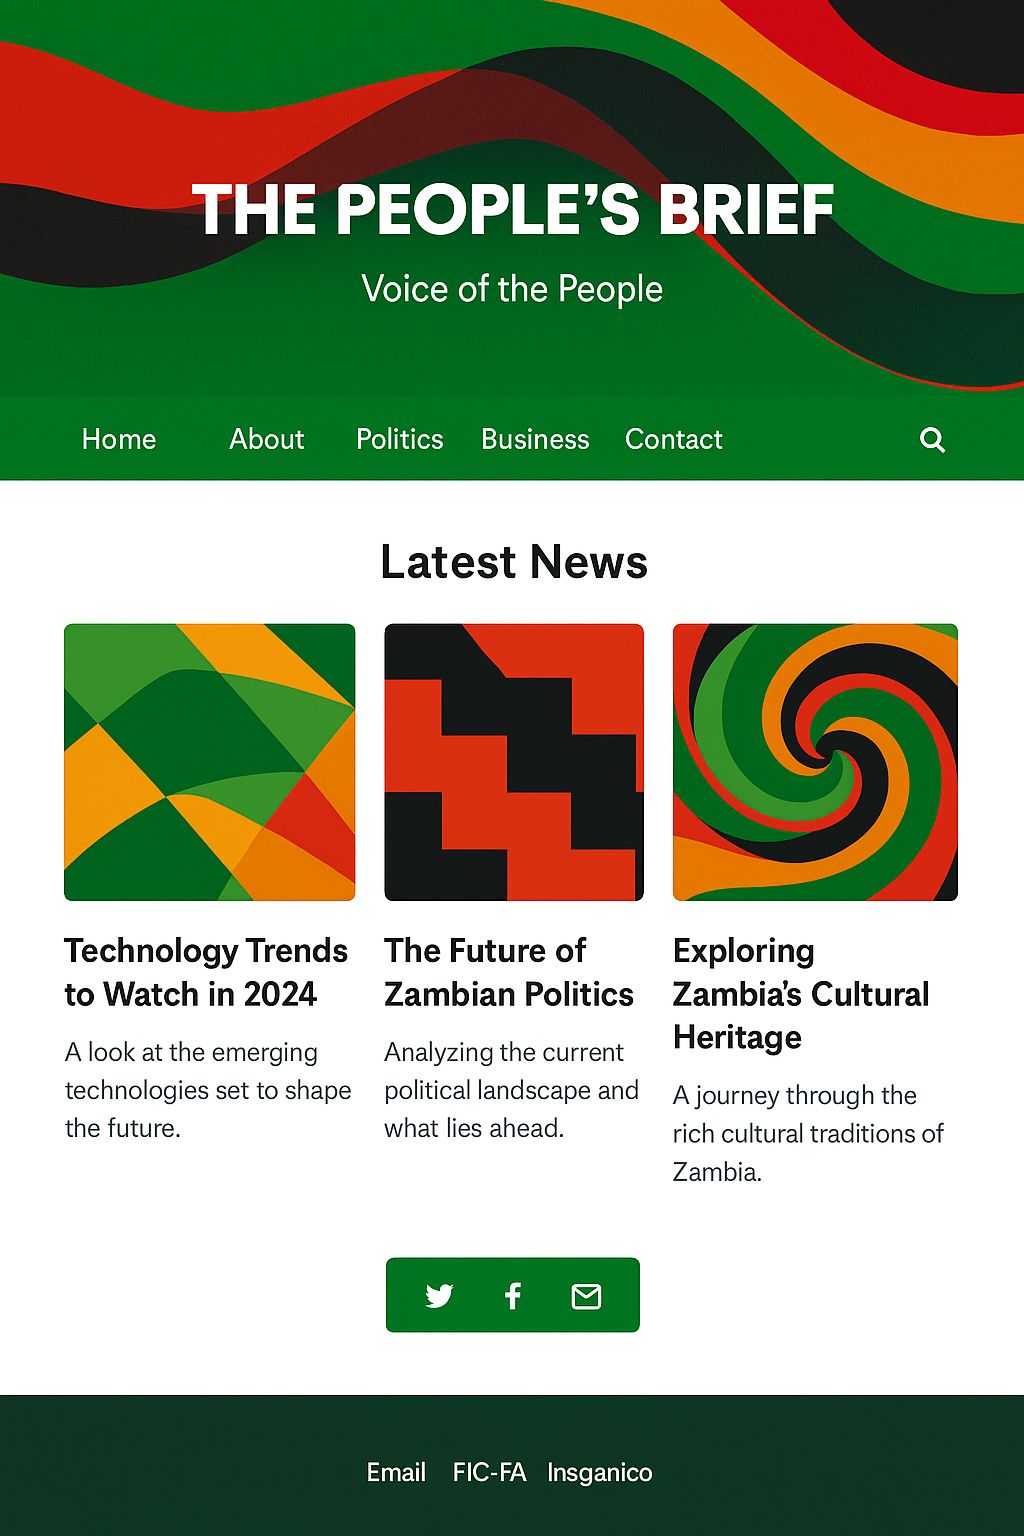 THE PEOPLE’S BRIEF
Voice of the People
Home About Politics Business Contact
Latest News
Technology Trends
to Watch in 2024
A look at the emerging
technologies set to shape
the future.
The Future of
Zambian Politics
Analyzing the current
political landscape and
what lies ahead.
Exploring
Zambia’s Cultural
Heritage
A journey through the
rich cultural traditions of
Zambia.
Email FIC-FA Insganico